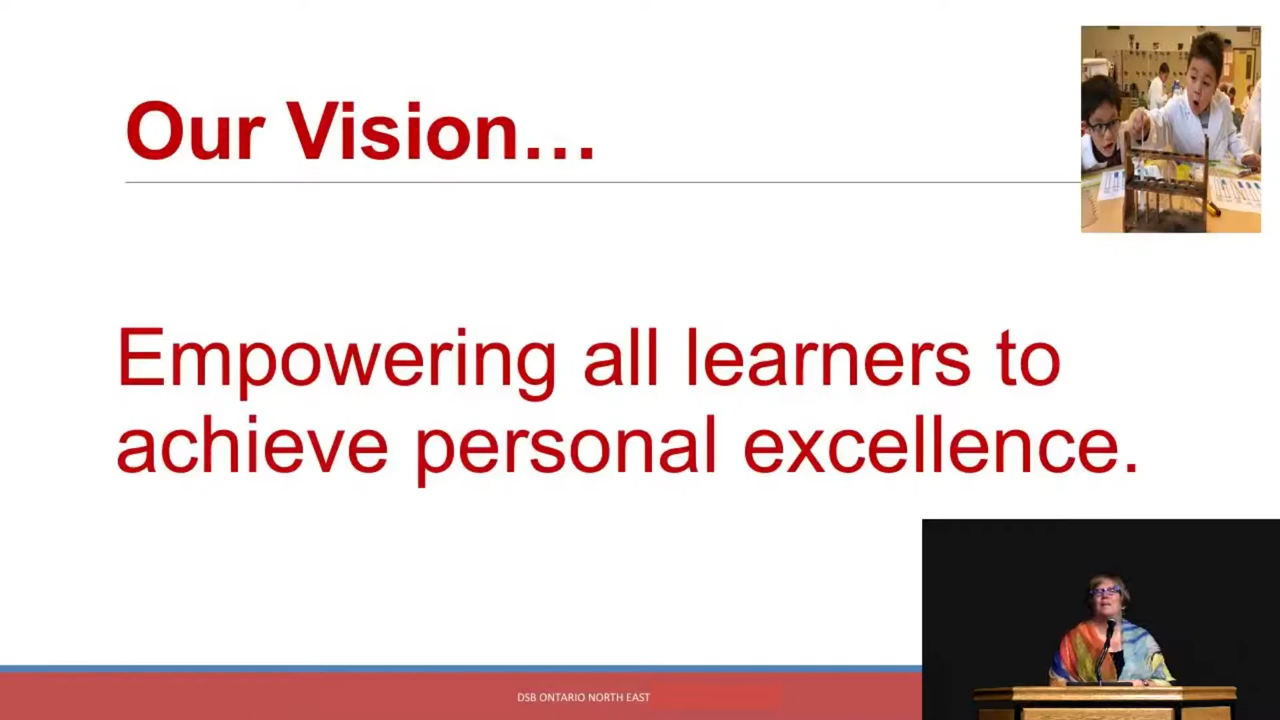 Our Vision…
Empowering all learners to
achieve personal excellence.
DSB ONTARIO NORTH EAST